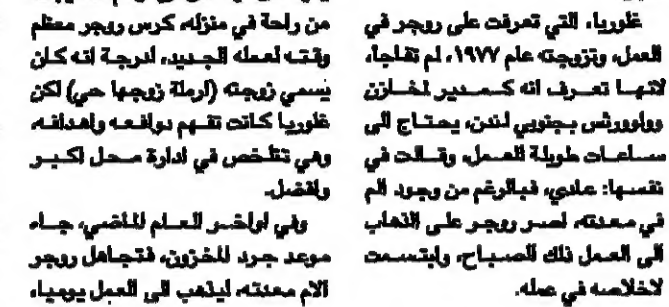 غلوريا، التي تعرفت على روجر في
العمل، وتزوجته عام ١٩٧٧، لم تفاجأ،
لانها تعرف انه كمدير لمخازن
وولوورثس بجنوبي لندن، يحتاج الى
ساعات طويلة للعمل، وقالت في
نفسها: عادي، فبالرغم من وجود الم
في معدته، اصر روجر على الذهاب
الى العمل ذلك الصباح، وابتسمت
لاخلاصه في عمله.
من راحة في منزله، كرس روجر معظم
وقته لعمله الجديد، لدرجة انه كان
يسمي زوجته (ارملة زوجها حي) لكن
غلوريا كانت تفهم دوافعه واهدافه،
وهي تتلخص في ادارة محل اكبر
وافضل.
وفي اواخر العام الماضي، جاء
موعد جرد المخزون، فتجاهل روجر
آلام معدته، ليذهب الى العمل يوميا،